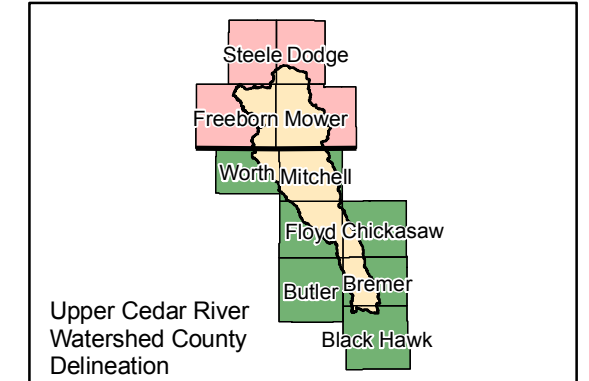 Steele Dodge
Freeborn Mower
Worth Mitchell
Floyd Chickasaw
Butler Bremer
Black Hawk
Upper Cedar River
Watershed County
Delineation